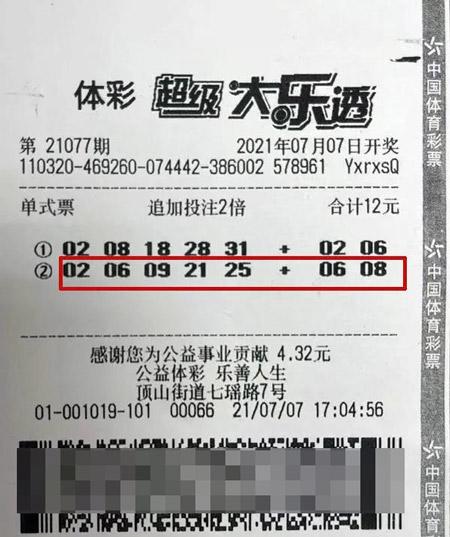 体彩 超级大乐透
第 21077期 2021年07月07日开奖
110320-469260-074442-386002 578961 YxrxsQ
单式票 追加投注2倍 合计12元
① 02 08 18 28 31 + 02 06
② 02 06 09 21 25 + 06 08
感谢您为公益事业贡献 4.32元
公益体彩 乐善人生
顶山街道七瑶路7号
01-001019-101 00066 21/07/07 17:04:56
中国体育彩票
中国体育彩票
中国体育